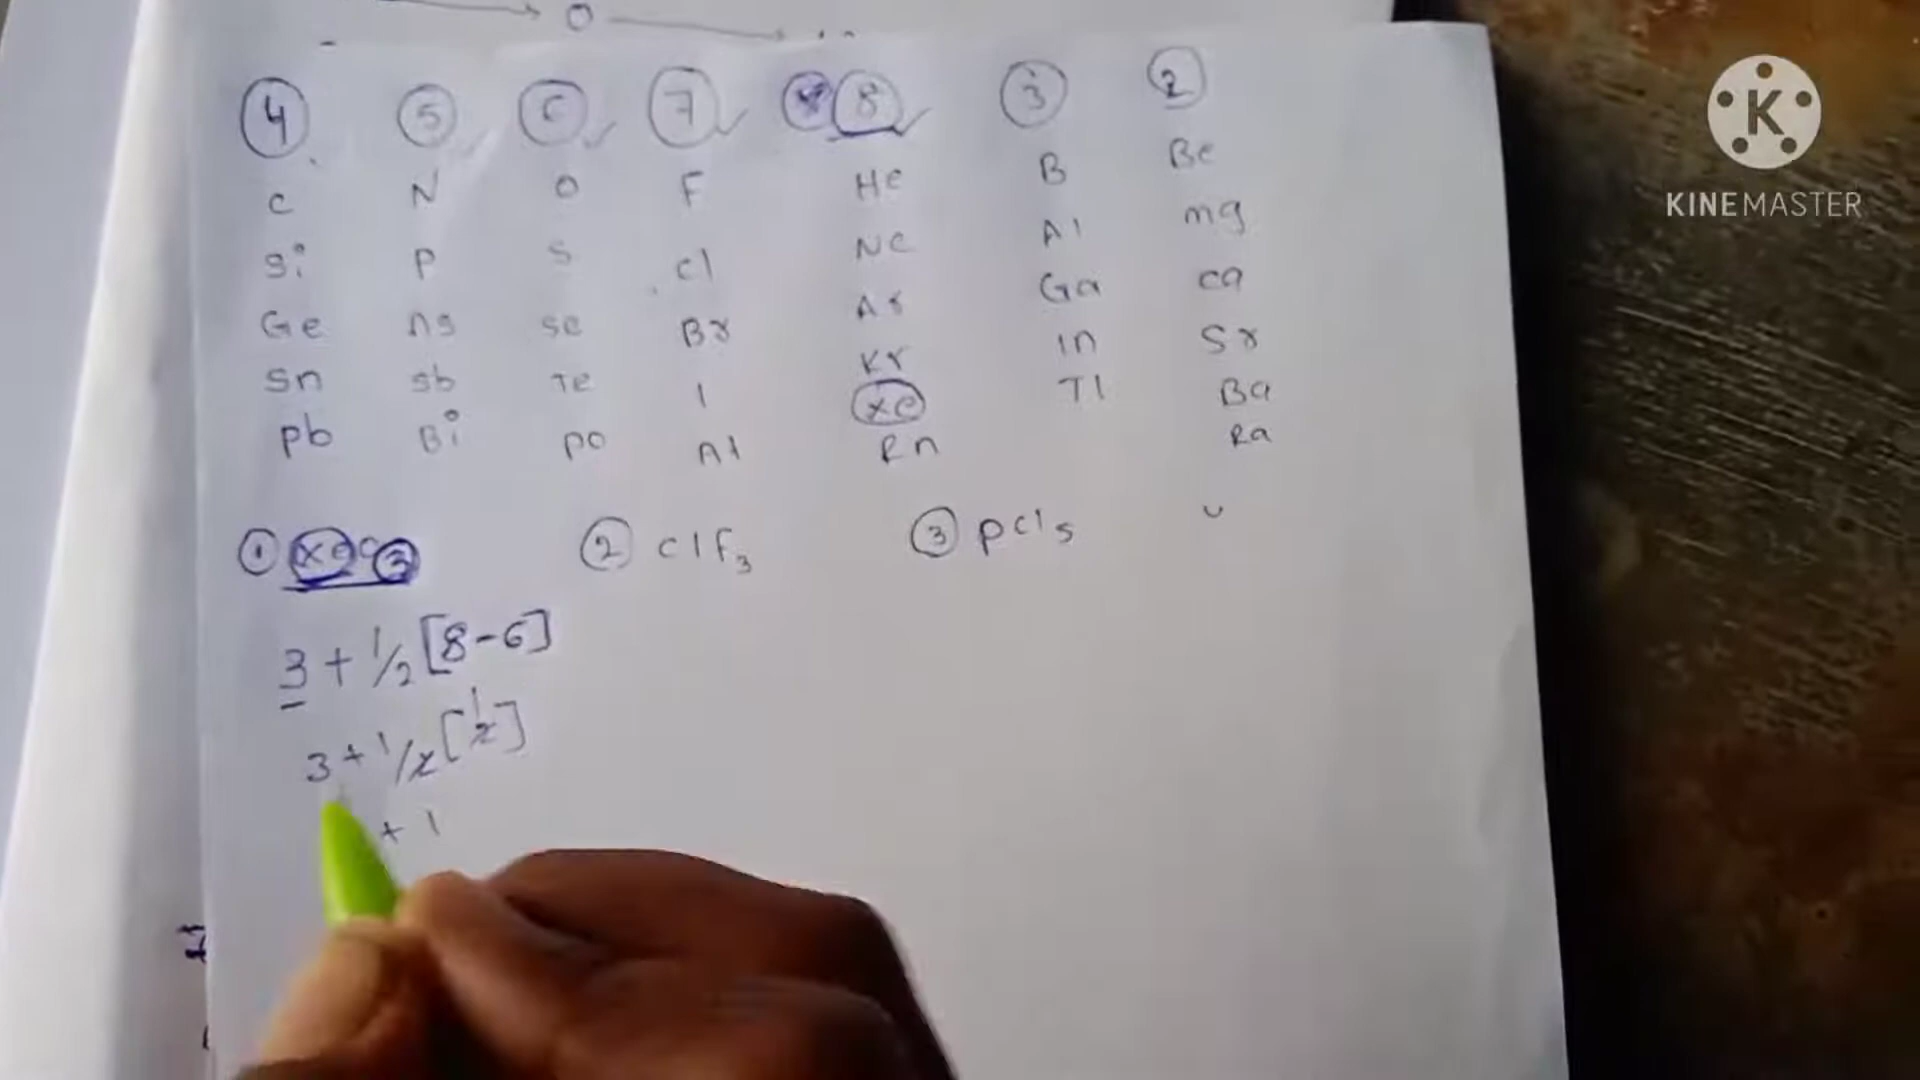 0
4 5 6 7 8 3 2
C N O F He B Be
Si P S Cl Ne Al mg
Ge As Se Br Ar Ga Ca
Sn Sb Te I Kr In Sr
Pb Bi Po At Xe Tl Ba
Rn Ra
1 XeO3 2 ClF3 3 PCl5
3 + 1/2 [8-6]
3 + 1/2 [2] 1
+ 1
KINEMASTER